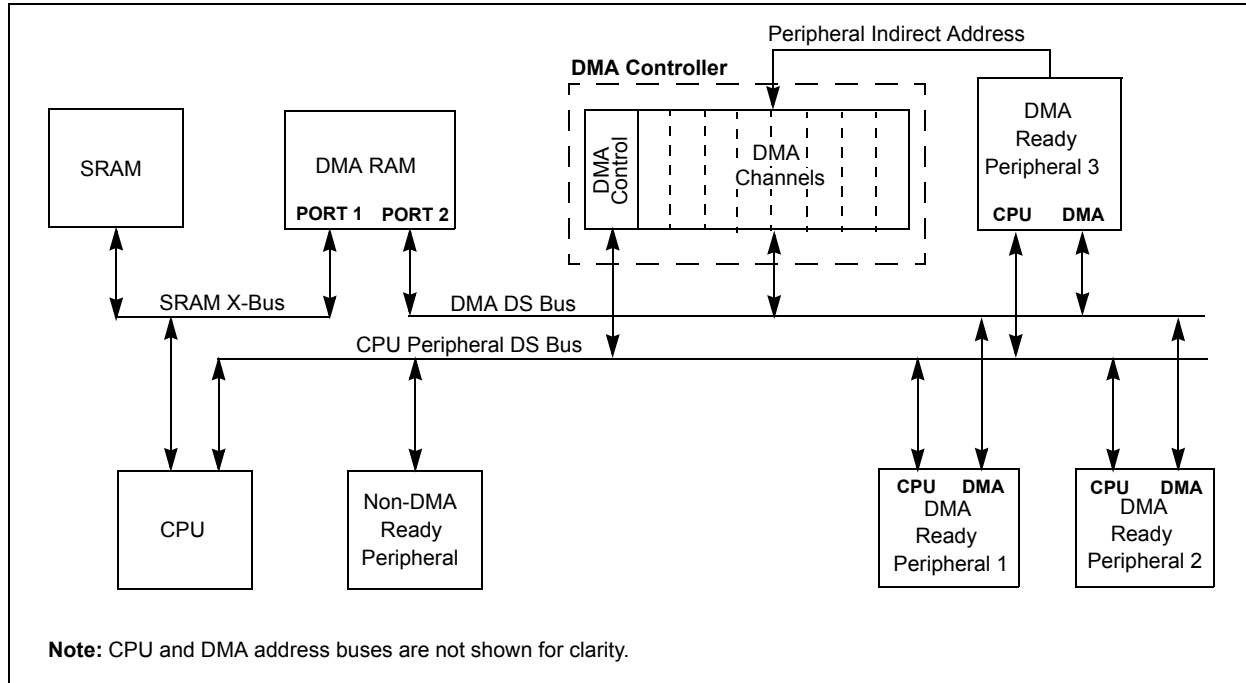 Peripheral Indirect Address
DMA Controller
SRAM
DMA RAM
PORT 1 PORT 2
DMA
Control
DMA
Channels
DMA
Ready
Peripheral 3
CPU DMA
SRAM X-Bus
DMA DS Bus
CPU Peripheral DS Bus
CPU
Non-DMA
Ready
Peripheral
CPU DMA
DMA
Ready
Peripheral 1
CPU DMA
DMA
Ready
Peripheral 2
Note: CPU and DMA address buses are not shown for clarity.